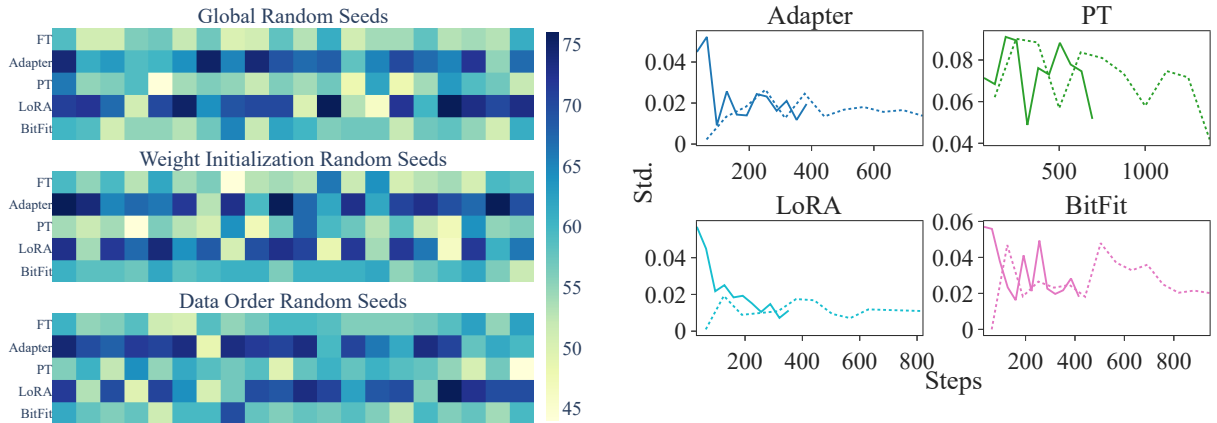 Global Random Seeds
FT
Adapter
PT
LoRA
BitFit
Weight Initialization Random Seeds
FT
Adapter
PT
LoRA
BitFit
Data Order Random Seeds
FT
Adapter
PT
LoRA
BitFit
75
70
65
60
55
50
45
Std.
Adapter
0.04
0.02
0
200 400 600
PT
0.08
0.06
0.04
500 1000
LoRA
0.06
0.04
0.02
0
200 400 600 800
BitFit
0.06
0.04
0.02
0
200 400 600 800
Steps